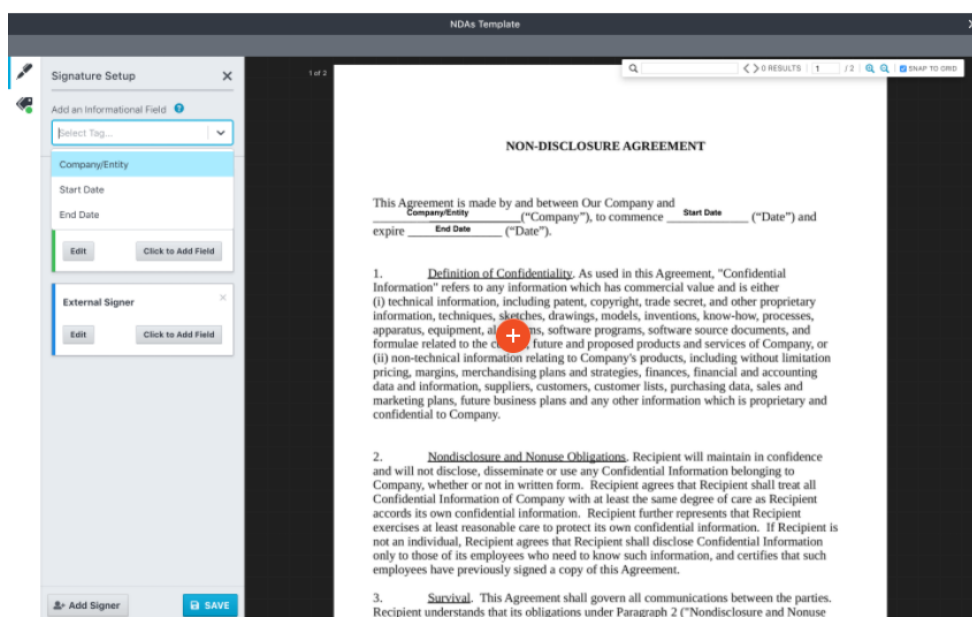 NDAs Template
Signature Setup
Add an Informational Field
Select Tag...
Company/Entity
Start Date
End Date
Edit
Click to Add Field
External Signer
Edit
Click to Add Field
Add Signer
SAVE
1 of 2
0 RESULTS
1
/ 2
SNAP TO GRID
NON-DISCLOSURE AGREEMENT
This Agreement is made by and between Our Company and
Company/Entity (“Company”), to commence Start Date (“Date”) and
expire End Date (“Date”).
1. Definition of Confidentiality. As used in this Agreement, "Confidential
Information" refers to any information which has commercial value and is either
(i) technical information, including patent, copyright, trade secret, and other proprietary
information, techniques, sketches, drawings, models, inventions, know-how, processes,
apparatus, equipment, software programs, software source documents, and
formulae related to the future and proposed products and services of Company, or
(ii) non-technical information relating to Company's products, including without limitation
pricing, margins, merchandising plans and strategies, finances, financial and accounting
data and information, suppliers, customers, customer lists, purchasing data, sales and
marketing plans, future business plans and any other information which is proprietary and
confidential to Company.
2. Nondisclosure and Nonuse Obligations. Recipient will maintain in confidence
and will not disclose, disseminate or use any Confidential Information belonging to
Company, whether or not in written form. Recipient agrees that Recipient shall treat all
Confidential Information of Company with at least the same degree of care as Recipient
accords its own confidential information. Recipient further represents that Recipient
exercises at least reasonable care to protect its own confidential information. If Recipient is
not an individual, Recipient agrees that Recipient shall disclose Confidential Information
only to those of its employees who need to know such information, and certifies that such
employees have previously signed a copy of this Agreement.
3. Survival. This Agreement shall govern all communications between the parties.
Recipient understands that its obligations under Paragraph 2 ("Nondisclosure and Nonuse